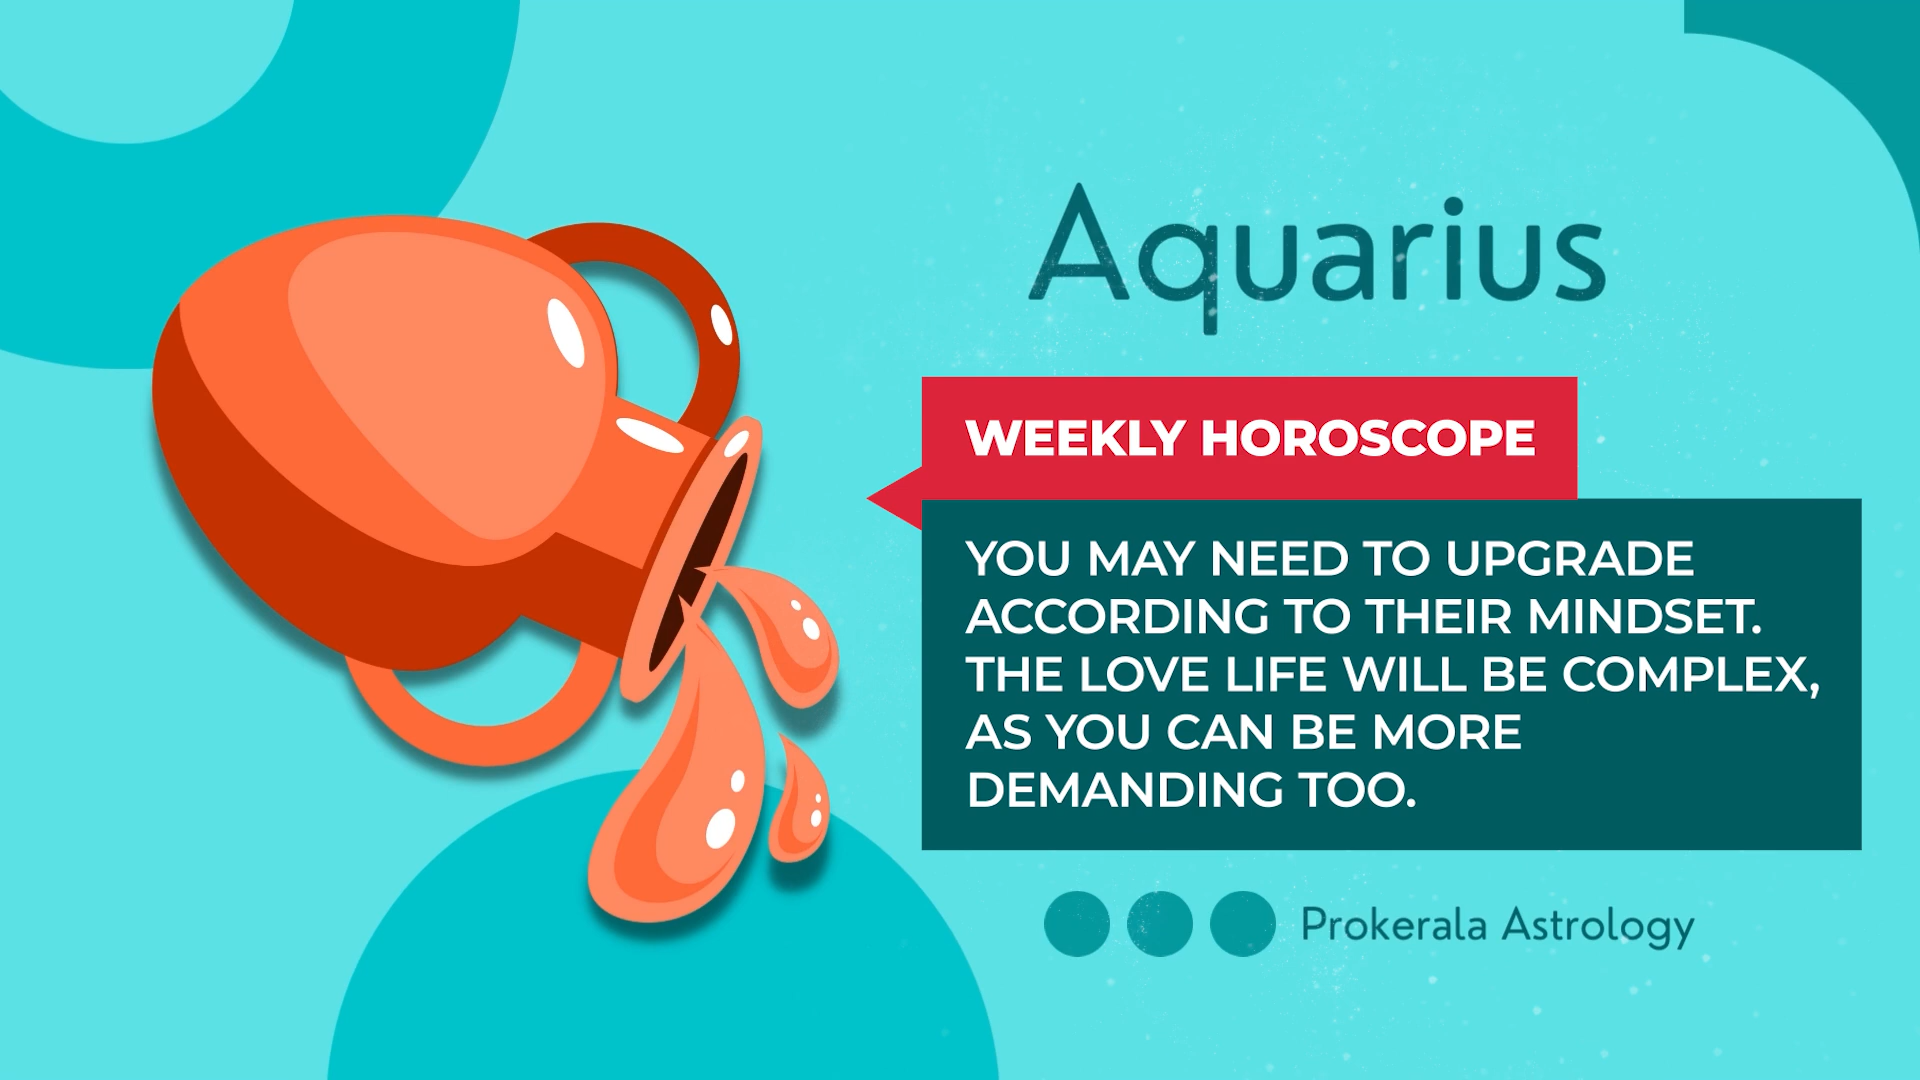 Aquarius
WEEKLY HOROSCOPE
YOU MAY NEED TO UPGRADE
ACCORDING TO THEIR MINDSET.
THE LOVE LIFE WILL BE COMPLEX,
AS YOU CAN BE MORE
DEMANDING TOO.
Prokerala Astrology